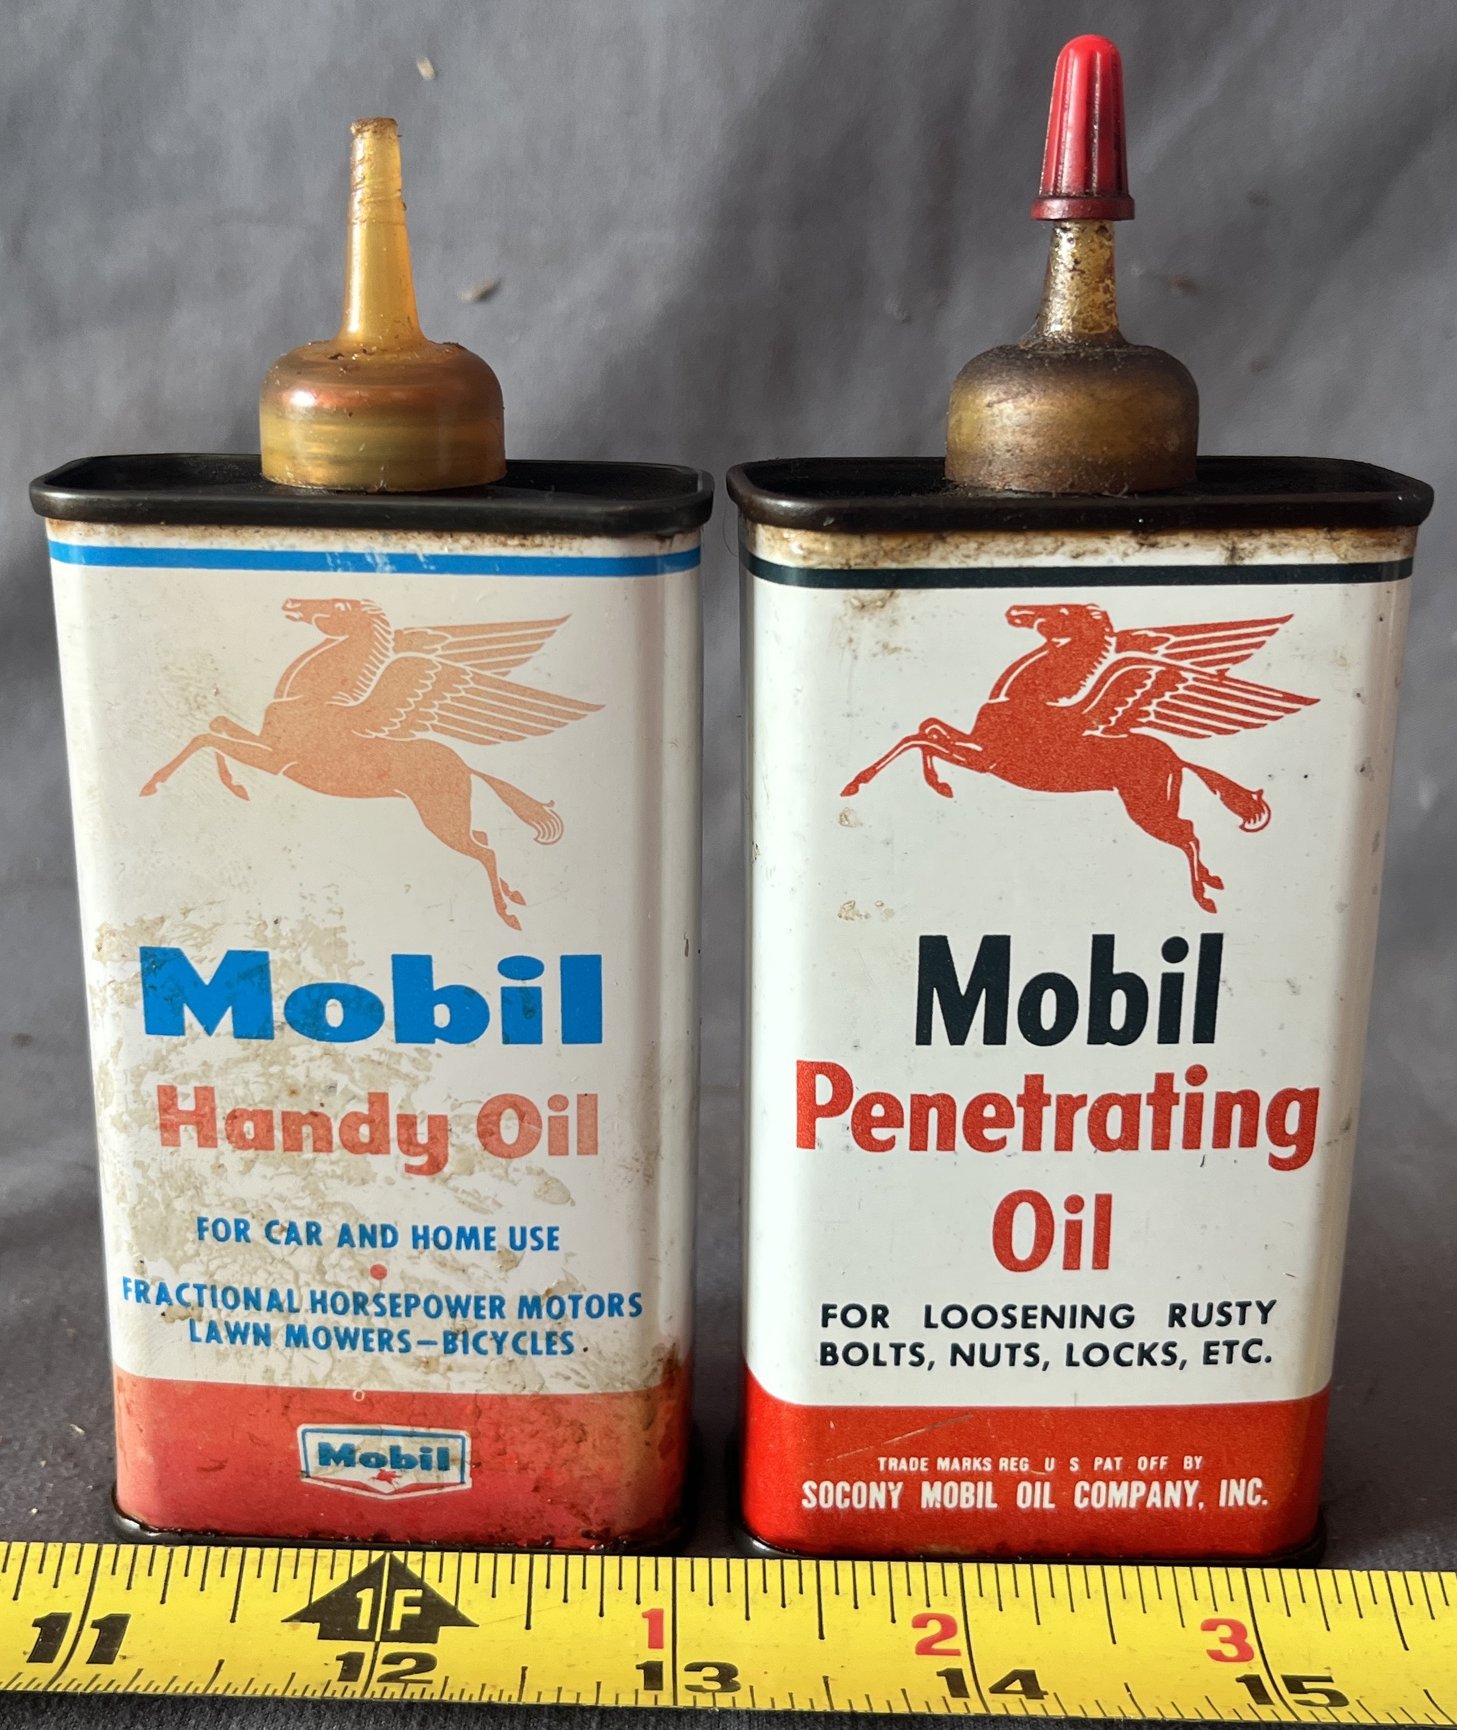 Mobil
Handy Oil
FOR CAR AND HOME USE
FRACTIONAL HORSEPOWER MOTORS
LAWN MOWERS—BICYCLES.
Mobil
Mobil
Penetrating
Oil
FOR LOOSENING RUSTY
BOLTS, NUTS, LOCKS, ETC.
TRADE MARKS REG U S PAT OFF BY
SOCONY MOBIL OIL COMPANY, INC.
1F 1 2 3
11 12 13 14 15